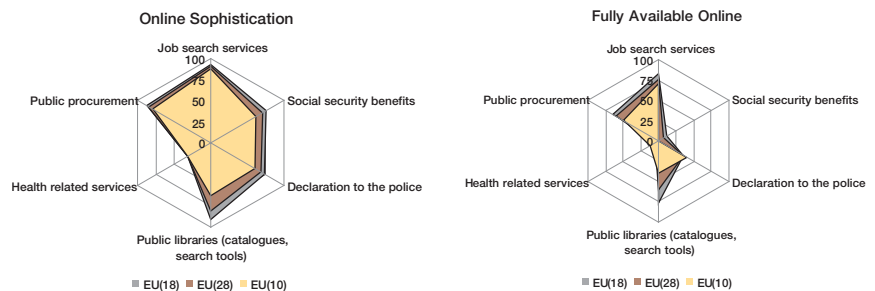 Online Sophistication
Job search services
100
75
50
25
0
Public procurement
Social security benefits
Health related services
Declaration to the police
Public libraries (catalogues,
search tools)
EU(18) EU(28) EU(10)
Fully Available Online
Job search services
100
75
50
25
0
Public procurement
Social security benefits
Health related services
Declaration to the police
Public libraries (catalogues,
search tools)
EU(18) EU(28) EU(10)